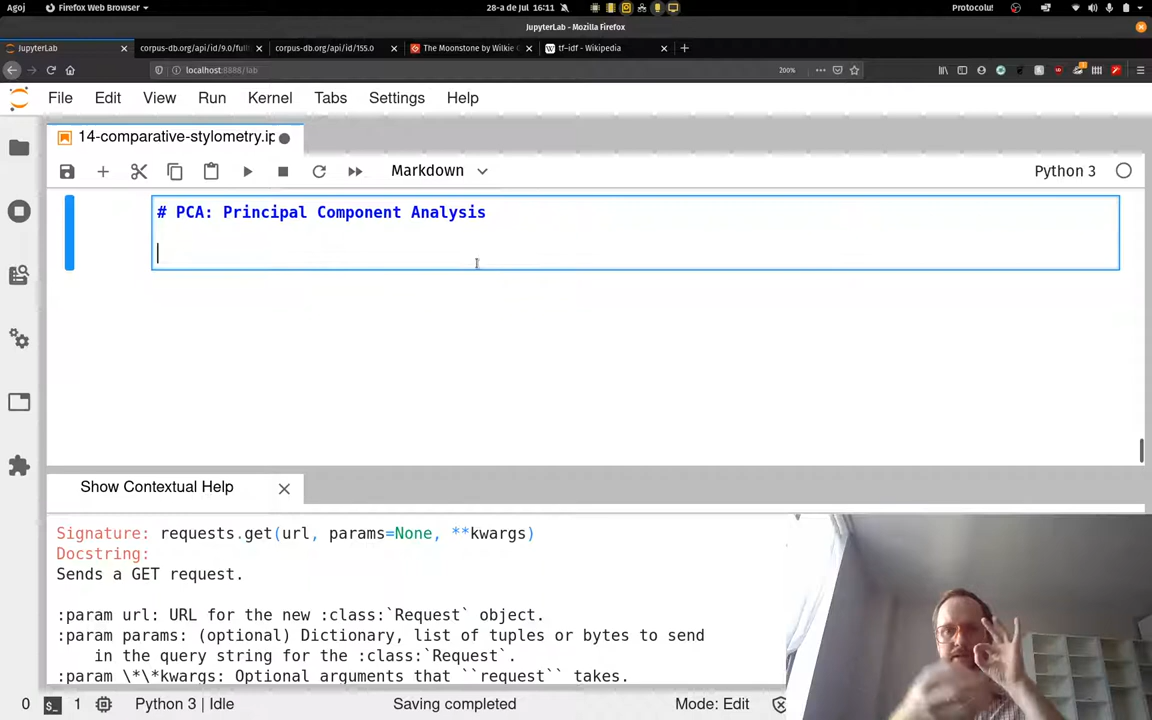 Agoj
Firefox Web Browser
28-a de Jul 16:11
Protocolu
JupyterLab - Mozilla Firefox
JupyterLab
corpus-db.org/api/id/9.0/full
corpus-db.org/api/id/155.0
The Moonstone by Wilkie
tf–idf - Wikipedia
localhost:8888/lab
200%
File Edit View Run Kernel Tabs Settings Help
14-comparative-stylometry.ip
Markdown
Python 3
# PCA: Principal Component Analysis
Show Contextual Help
Signature: requests.get(url, params=None, **kwargs)
Docstring:
Sends a GET request.
:param url: URL for the new :class:`Request` object.
:param params: (optional) Dictionary, list of tuples or bytes to send
in the query string for the :class:`Request`.
:param \*\*kwargs: Optional arguments that ``request`` takes.
0
1
Python 3 | Idle
Saving completed
Mode: Edit